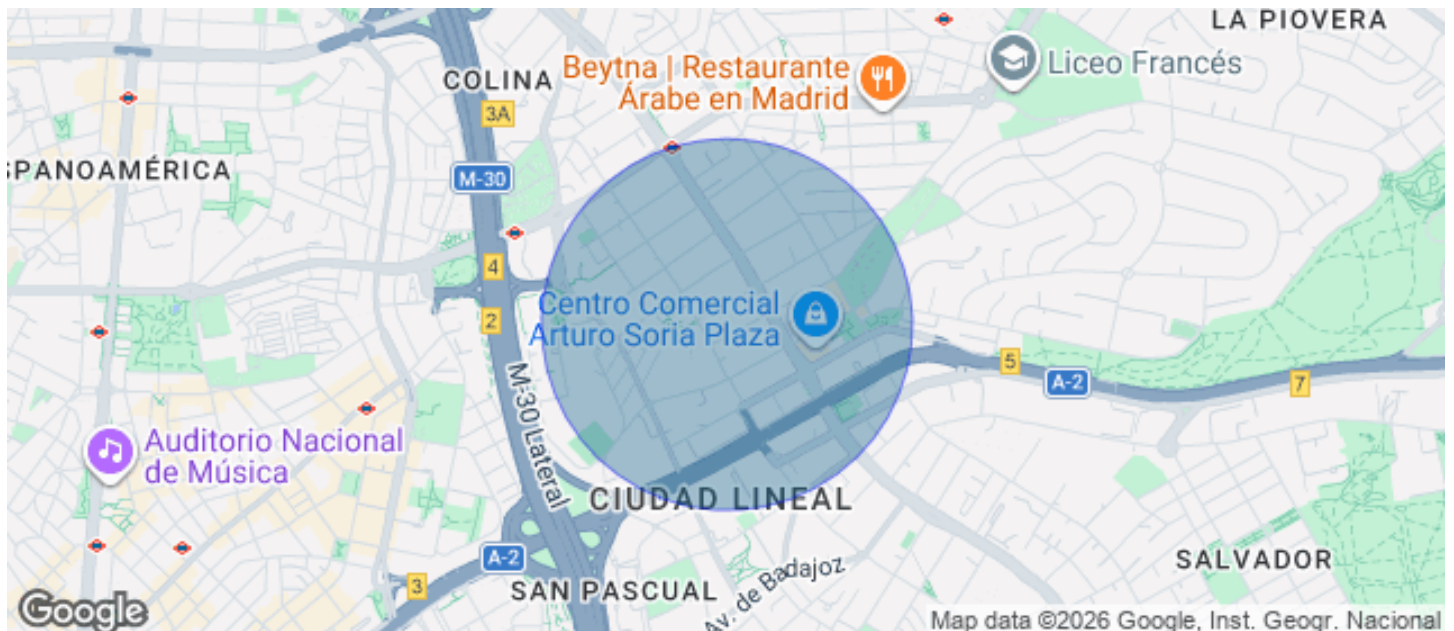 LA PIOVERA
COLINA
Beytna | Restaurante
Árabe en Madrid
Liceo Francés
3A
SPANOAMÉRICA
M-30
4
2
Centro Comercial
Arturo Soria Plaza
5
A-2
7
M-30 Lateral
Auditorio Nacional
de Música
CIUDAD LINEAL
A-2
3
SAN PASCUAL
Av. de Badajoz
SALVADOR
Google
Map data ©2026 Google, Inst. Geogr. Nacional